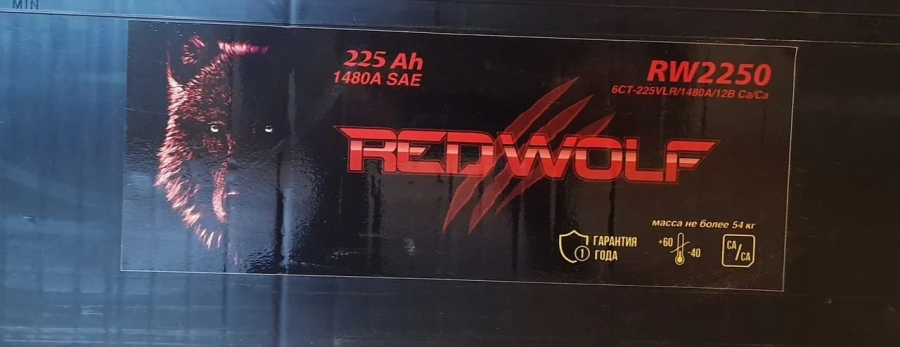 MIN
225 Ah
1480A SAE
RW2250
6СТ-225VLR/1480A/12В Ca/Ca
REDWOLF
масса не более 54 кг
1
ГАРАНТИЯ
ГОДА
+60
-40
CA/CA